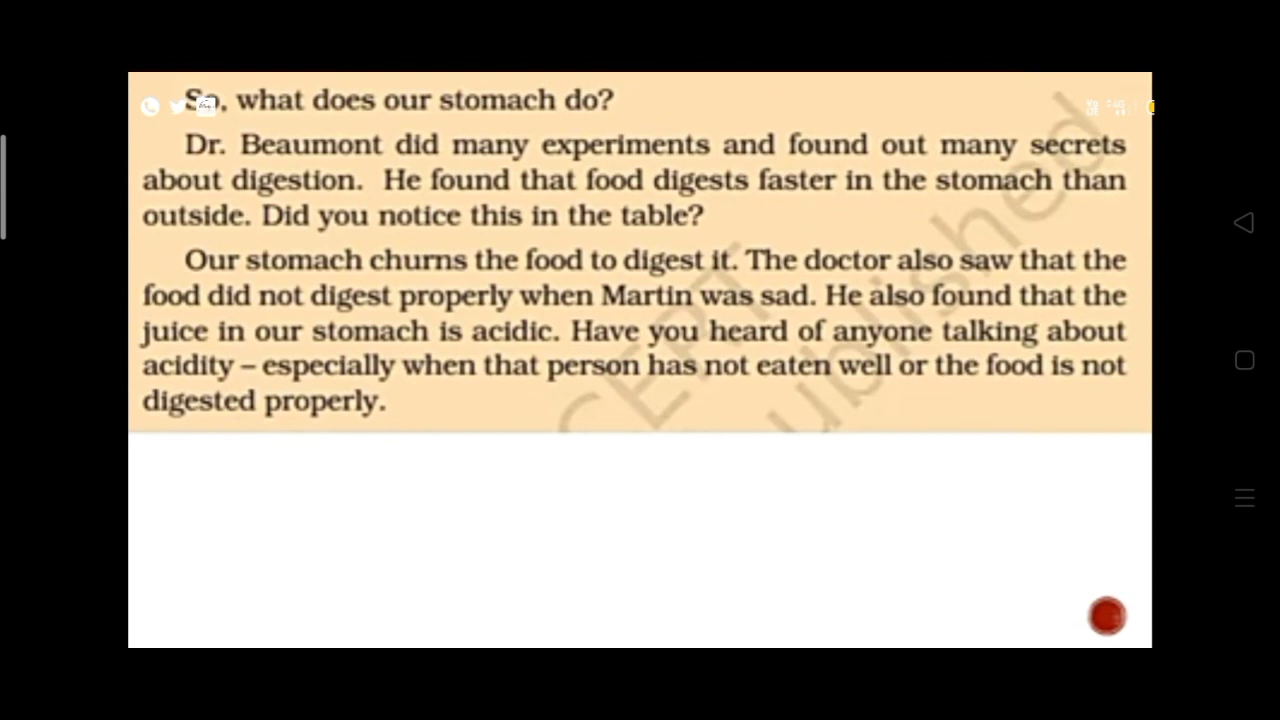 So, what does our stomach do?
Dr. Beaumont did many experiments and found out many secrets
about digestion. He found that food digests faster in the stomach than
outside. Did you notice this in the table?
Our stomach churns the food to digest it. The doctor also saw that the
food did not digest properly when Martin was sad. He also found that the
juice in our stomach is acidic. Have you heard of anyone talking about
acidity – especially when that person has not eaten well or the food is not
digested properly.
CERT
ublished